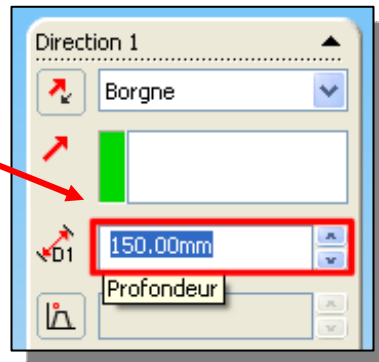 Direction 1
Borgne
D1
150.00mm
Profondeur